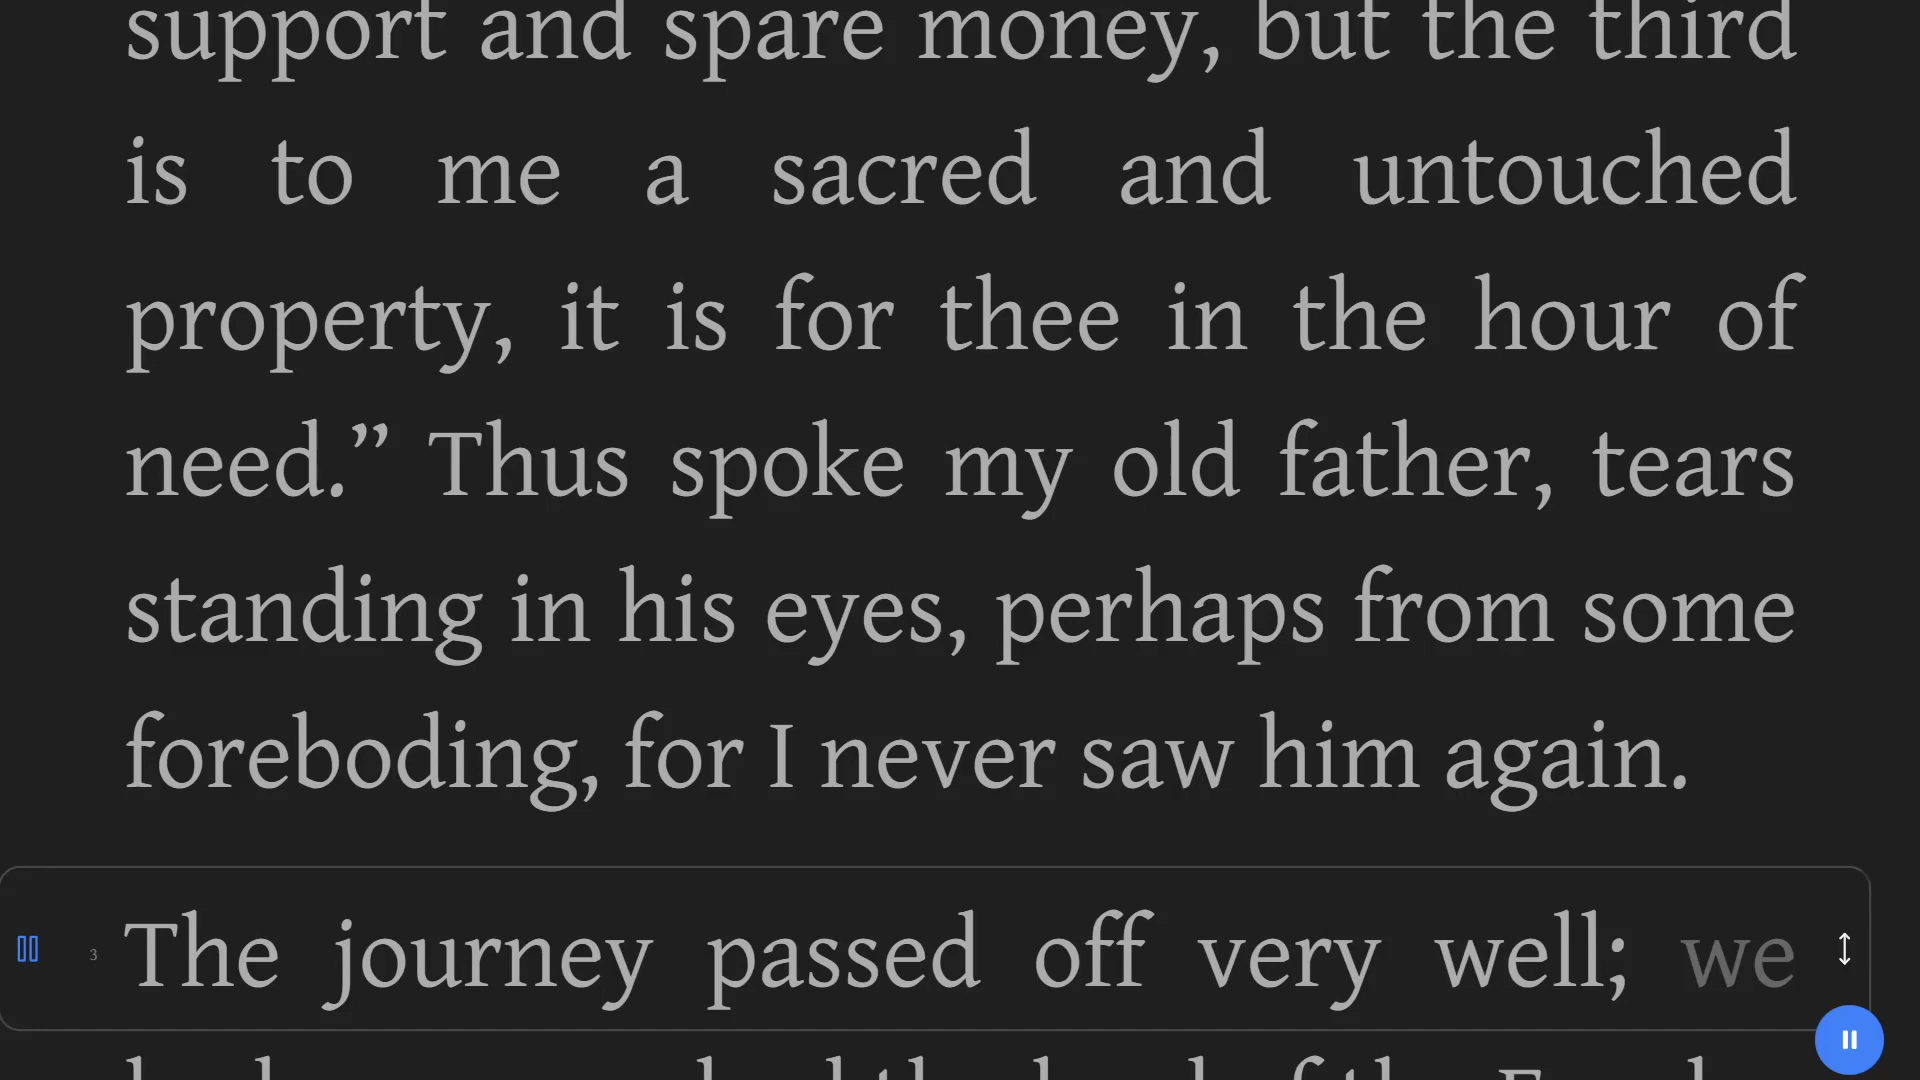 support and spare money, but the third
is to me a sacred and untouched
property, it is for thee in the hour of
need.” Thus spoke my old father, tears
standing in his eyes, perhaps from some
foreboding, for I never saw him again.
3
The journey passed off very well; we